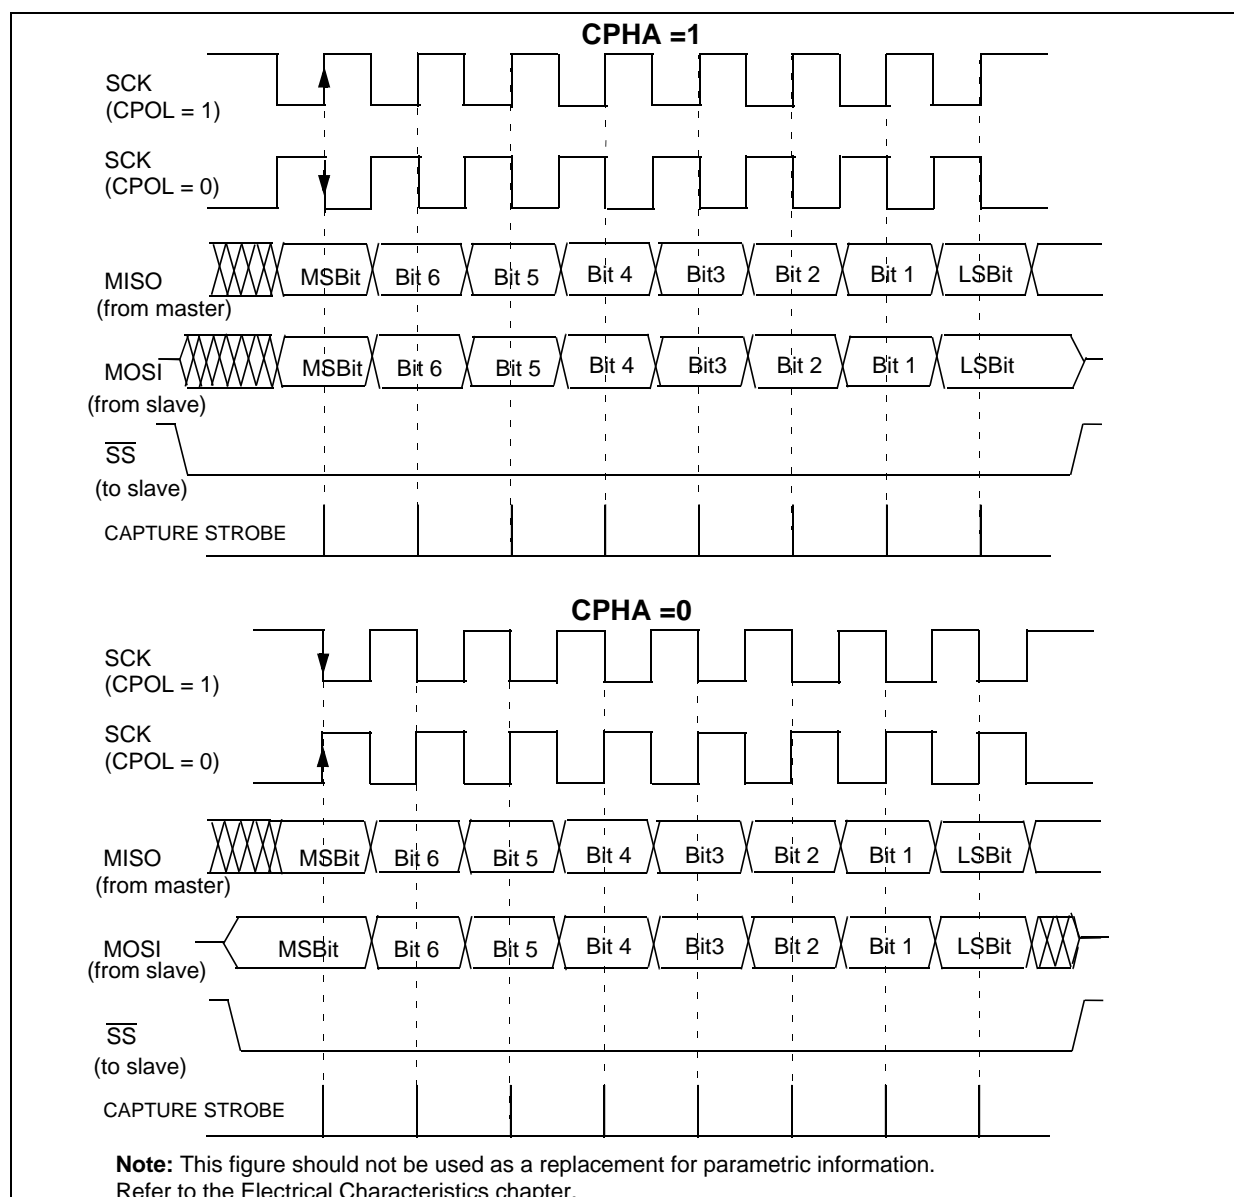 CPHA =1
SCK
(CPOL = 1)
SCK
(CPOL = 0)
MISO
(from master)
MSBit Bit 6 Bit 5 Bit 4 Bit3 Bit 2 Bit 1 LSBit
MOSI
(from slave)
MSBit Bit 6 Bit 5 Bit 4 Bit3 Bit 2 Bit 1 LSBit
SS
(to slave)
CAPTURE STROBE
CPHA =0
SCK
(CPOL = 1)
SCK
(CPOL = 0)
MISO
(from master)
MSBit Bit 6 Bit 5 Bit 4 Bit3 Bit 2 Bit 1 LSBit
MOSI
(from slave)
MSBit Bit 6 Bit 5 Bit 4 Bit3 Bit 2 Bit 1 LSBit
SS
(to slave)
CAPTURE STROBE
Note: This figure should not be used as a replacement for parametric information.
Refer to the Electrical Characteristics chapter.